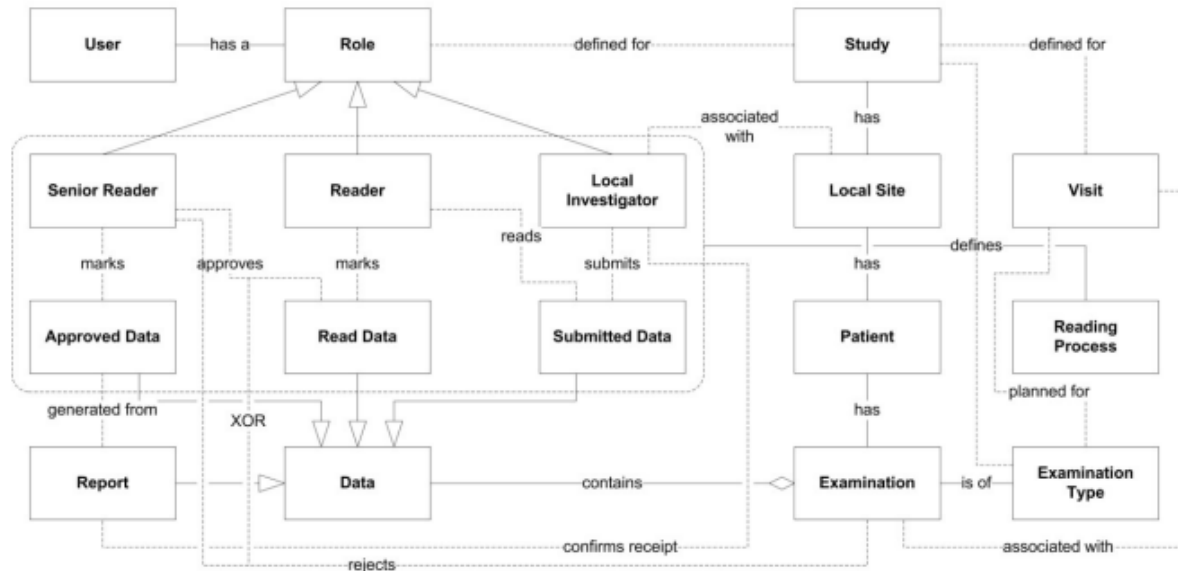 User
has a
Role
defined for
Study
defined for
associated
with
has
Senior Reader
Reader
Local
Investigator
Local Site
Visit
reads
defines
marks
approves
marks
submits
has
Approved Data
Read Data
Submitted Data
Patient
Reading
Process
planned for
generated from
XOR
has
Report
Data
contains
Examination
is of
Examination
Type
confirms receipt
associated with
rejects